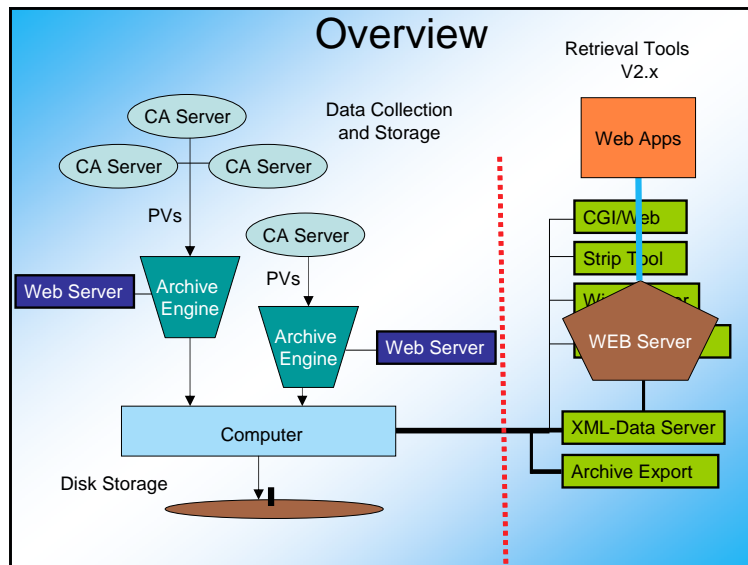 Overview
Retrieval Tools
V2.x
Data Collection
and Storage
CA Server
CA Server
CA Server
PVs
CA Server
PVs
Web Server
Archive
Engine
Archive
Engine
Web Server
Computer
Disk Storage
Web Apps
CGI/Web
Strip Tool
WEB Server
XML-Data Server
Archive Export